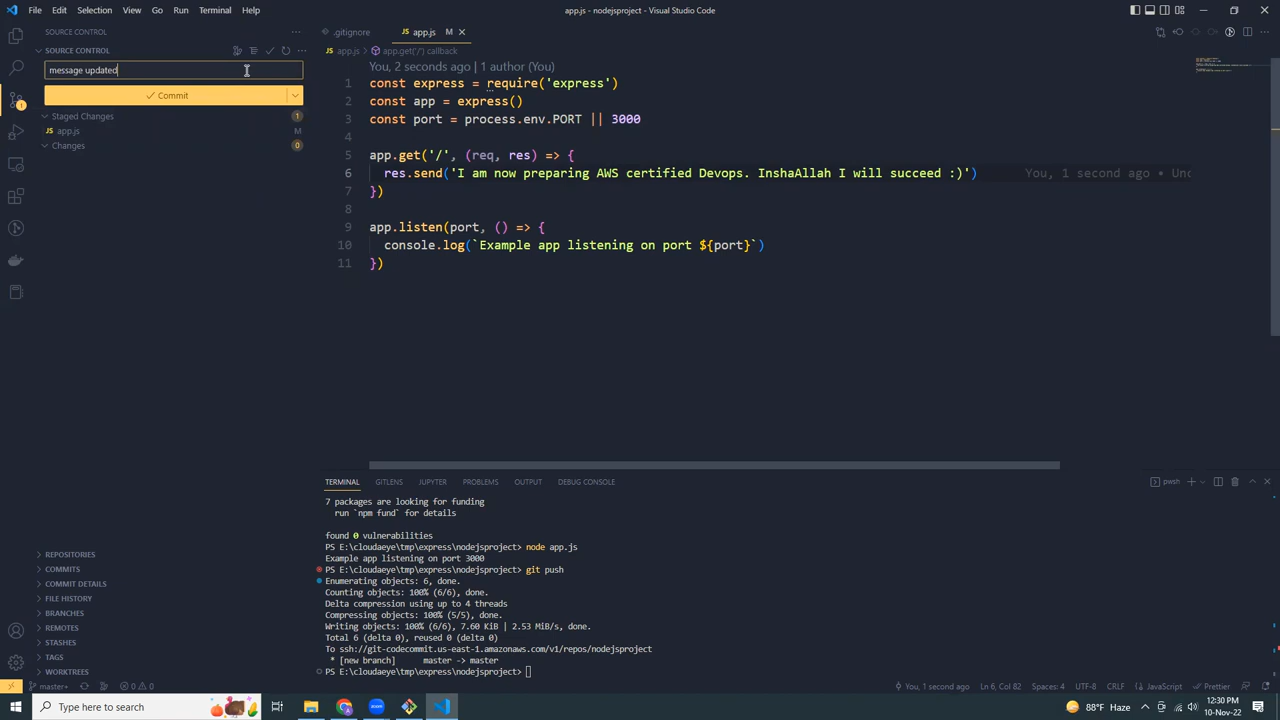 File Edit Selection View Go Run Terminal Help
app.js - nodejsproject - Visual Studio Code
SOURCE CONTROL
SOURCE CONTROL
message updated
Commit
Staged Changes 1
app.js M
Changes 0
REPOSITORIES
COMMITS
COMMIT DETAILS
FILE HISTORY
BRANCHES
REMOTES
STASHES
TAGS
WORKTREES
.gitignore app.js M
app.js > app.get('/') callback
You, 2 seconds ago | 1 author (You)
1 const express = require('express')
2 const app = express()
3 const port = process.env.PORT || 3000
4
5 app.get('/', (req, res) => {
6 res.send('I am now preparing AWS certified Devops. InshaAllah I will succeed :)') You, 1 second ago • Unc
7 })
8
9 app.listen(port, () => {
10 console.log(`Example app listening on port ${port}`)
11 })
TERMINAL GITLENS JUPYTER PROBLEMS OUTPUT DEBUG CONSOLE
pwsh
7 packages are looking for funding
run `npm fund` for details
found 0 vulnerabilities
PS E:\cloudaeye\tmp\express\nodejsproject> node app.js
Example app listening on port 3000
PS E:\cloudaeye\tmp\express\nodejsproject> git push
Enumerating objects: 6, done.
Counting objects: 100% (6/6), done.
Delta compression using up to 4 threads
Compressing objects: 100% (5/5), done.
Writing objects: 100% (6/6), 7.60 KiB | 2.53 MiB/s, done.
Total 6 (delta 0), reused 0 (delta 0)
To ssh://git-codecommit.us-east-1.amazonaws.com/v1/repos/nodejsproject
* [new branch] master -> master
PS E:\cloudaeye\tmp\express\nodejsproject>
master+ 0 0 You, 1 second ago Ln 6, Col 82 Spaces: 4 UTF-8 CRLF JavaScript Prettier
Type here to search
zoom
88°F Haze
12:30 PM
10-Nov-22